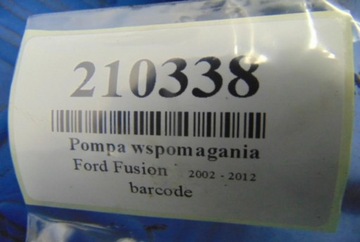 210338
Pompa wspomagania
Ford Fusion 2002 - 2012
barcode